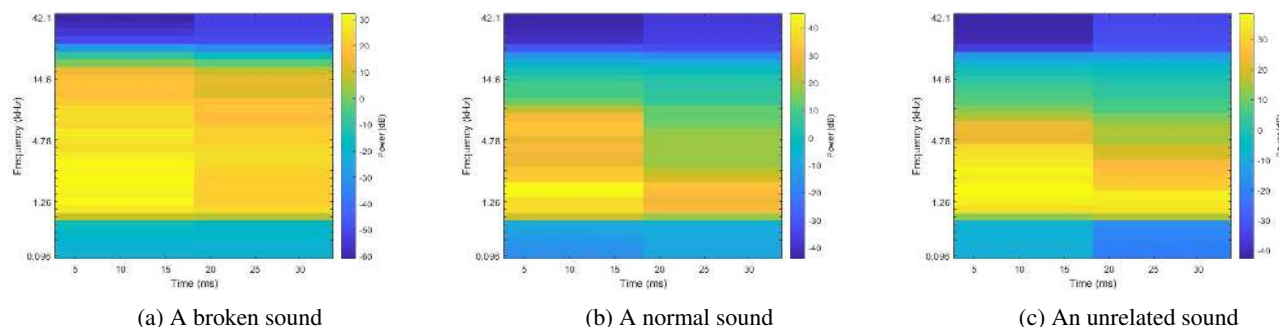 42.1
14.8
4.78
1.26
0.096
Frequency (kHz)
5 10 15 20 25 30
Time (ms)
30
20
10
0
-10
-20
-30
-40
-50
-60
Power (dB)
(a) A broken sound
42.1
14.8
4.78
1.26
0.096
Frequency (kHz)
5 10 15 20 25 30
Time (ms)
40
30
20
10
0
-10
-20
-30
-40
Power (dB)
(b) A normal sound
42.1
14.8
4.78
1.26
0.096
Frequency (kHz)
5 10 15 20 25 30
Time (ms)
30
20
10
0
-10
-20
-30
-40
Power (dB)
(c) An unrelated sound